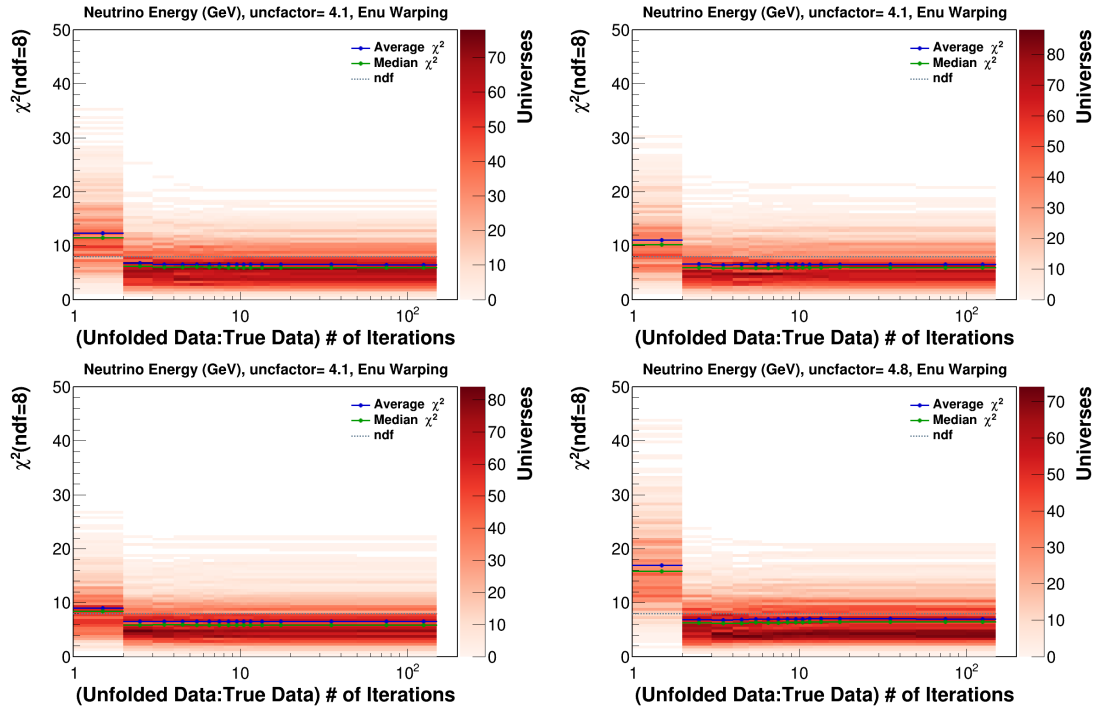 Neutrino Energy (GeV), uncfactor= 4.1, Enu Warping
χ²(ndf=8)
50
40
30
20
10
0
Average χ²
Median χ²
ndf
70
60
50
40
30
20
10
0
Universes
1
10
10²
(Unfolded Data:True Data) # of Iterations
Neutrino Energy (GeV), uncfactor= 4.1, Enu Warping
χ²(ndf=8)
50
40
30
20
10
0
Average χ²
Median χ²
ndf
80
70
60
50
40
30
20
10
0
Universes
1
10
10²
(Unfolded Data:True Data) # of Iterations
Neutrino Energy (GeV), uncfactor= 4.1, Enu Warping
χ²(ndf=8)
50
40
30
20
10
0
Average χ²
Median χ²
ndf
80
70
60
50
40
30
20
10
0
Universes
1
10
10²
(Unfolded Data:True Data) # of Iterations
Neutrino Energy (GeV), uncfactor= 4.8, Enu Warping
χ²(ndf=8)
50
40
30
20
10
0
Average χ²
Median χ²
ndf
70
60
50
40
30
20
10
0
Universes
1
10
10²
(Unfolded Data:True Data) # of Iterations